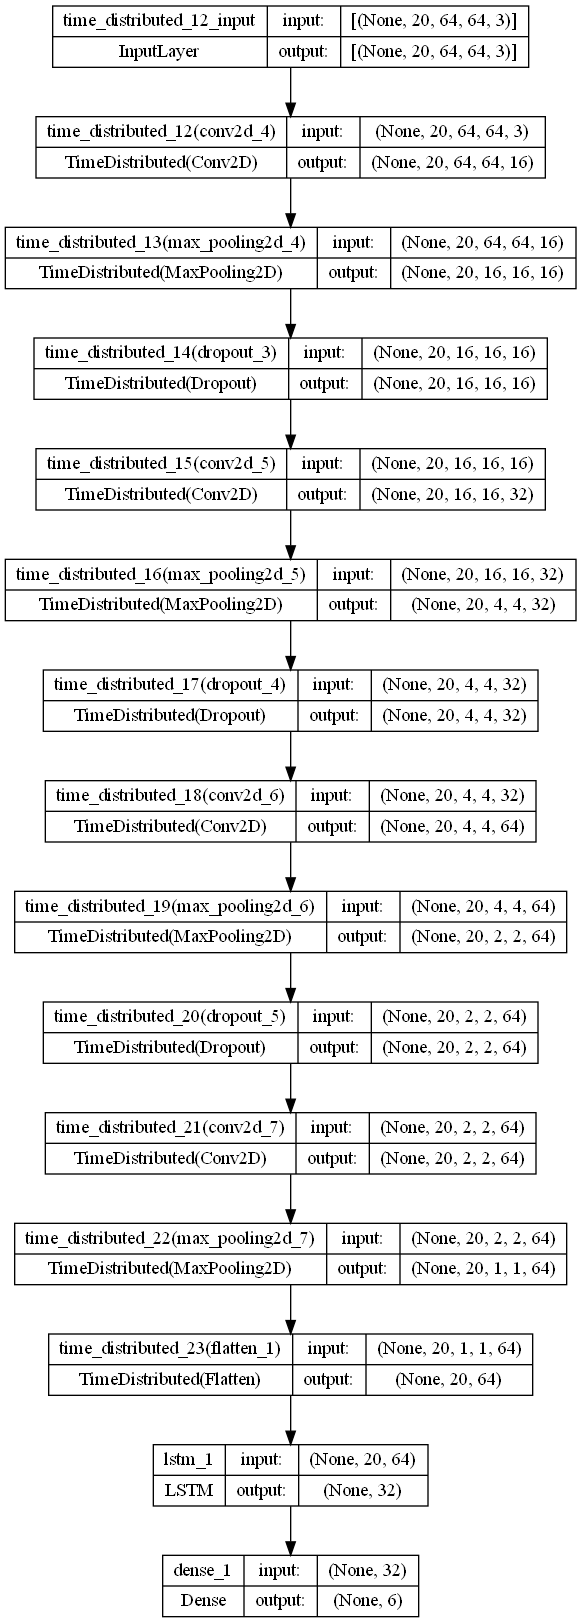 time_distributed_12_input input: [(None, 20, 64, 64, 3)]
InputLayer output: [(None, 20, 64, 64, 3)]
time_distributed_12(conv2d_4) input: (None, 20, 64, 64, 3)
TimeDistributed(Conv2D) output: (None, 20, 64, 64, 16)
time_distributed_13(max_pooling2d_4) input: (None, 20, 64, 64, 16)
TimeDistributed(MaxPooling2D) output: (None, 20, 16, 16, 16)
time_distributed_14(dropout_3) input: (None, 20, 16, 16, 16)
TimeDistributed(Dropout) output: (None, 20, 16, 16, 16)
time_distributed_15(conv2d_5) input: (None, 20, 16, 16, 16)
TimeDistributed(Conv2D) output: (None, 20, 16, 16, 32)
time_distributed_16(max_pooling2d_5) input: (None, 20, 16, 16, 32)
TimeDistributed(MaxPooling2D) output: (None, 20, 4, 4, 32)
time_distributed_17(dropout_4) input: (None, 20, 4, 4, 32)
TimeDistributed(Dropout) output: (None, 20, 4, 4, 32)
time_distributed_18(conv2d_6) input: (None, 20, 4, 4, 32)
TimeDistributed(Conv2D) output: (None, 20, 4, 4, 64)
time_distributed_19(max_pooling2d_6) input: (None, 20, 4, 4, 64)
TimeDistributed(MaxPooling2D) output: (None, 20, 2, 2, 64)
time_distributed_20(dropout_5) input: (None, 20, 2, 2, 64)
TimeDistributed(Dropout) output: (None, 20, 2, 2, 64)
time_distributed_21(conv2d_7) input: (None, 20, 2, 2, 64)
TimeDistributed(Conv2D) output: (None, 20, 2, 2, 64)
time_distributed_22(max_pooling2d_7) input: (None, 20, 2, 2, 64)
TimeDistributed(MaxPooling2D) output: (None, 20, 1, 1, 64)
time_distributed_23(flatten_1) input: (None, 20, 1, 1, 64)
TimeDistributed(Flatten) output: (None, 20, 64)
lstm_1 input: (None, 20, 64)
LSTM output: (None, 32)
dense_1 input: (None, 32)
Dense output: (None, 6)